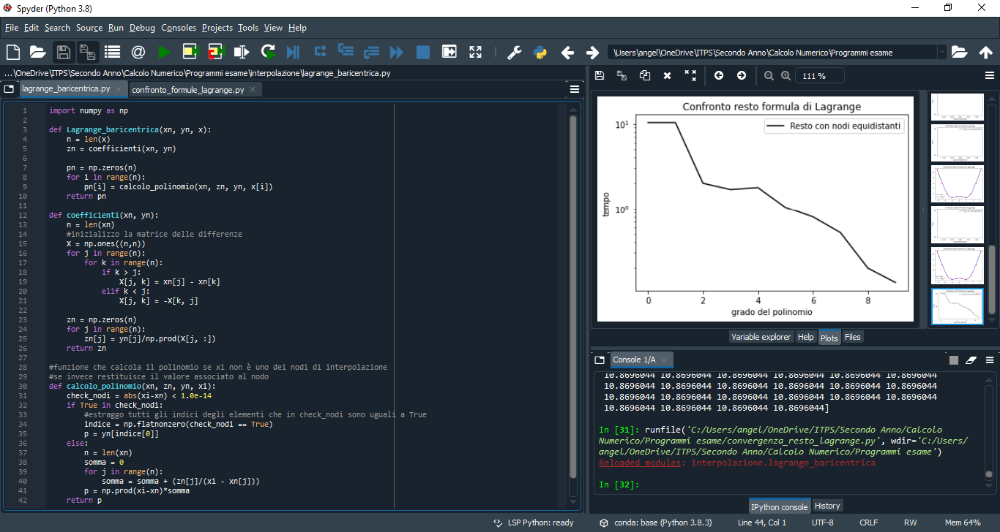 Spyder (Python 3.8)
File Edit Search Source Run Debug Consoles Projects Tools View Help
\Users\angel\OneDrive\ITPS\Secondo Anno\Calcolo Numerico\Programmi esame
...\OneDrive\ITPS\Secondo Anno\Calcolo Numerico\Programmi esame\interpolazione\lagrange_baricentrica.py
lagrange_baricentrica.py
confronto_formule_lagrange.py
1 import numpy as np
2
3 def Lagrange_baricentrica(xn, yn, x):
4     n = len(x)
5     zn = coefficienti(xn, yn)
6
7     pn = np.zeros(n)
8     for i in range(n):
9         pn[i] = calcolo_polinomio(xn, zn, yn, x[i])
10     return pn
11
12 def coefficienti(xn, yn):
13     n = len(xn)
14     #inizializzo la matrice delle differenze
15     X = np.ones((n,n))
16     for j in range(n):
17         for k in range(n):
18             if k > j:
19                 X[j, k] = xn[j] - xn[k]
20             elif k < j:
21                 X[j, k] = -X[k, j]
22
23     zn = np.zeros(n)
24     for j in range(n):
25         zn[j] = yn[j]/np.prod(X[j, :])
26     return zn
27
28 #funzione che calcola il polinomio se xi non è uno dei nodi di interpolazione
29 #se invece restituisce il valore associato al nodo
30 def calcolo_polinomio(xn, zn, yn, xi):
31     check_nodi = abs(xi-xn) < 1.0e-14
32     if True in check_nodi:
33         #estraggo tutti gli indici degli elementi che in check_nodi sono uguali a True
34         indice = np.flatnonzero(check_nodi == True)
35         p = yn[indice[0]]
36     else:
37         n = len(xn)
38         somma = 0
39         for j in range(n):
40             somma = somma + (zn[j]/(xi - xn[j]))
41         p = np.prod(xi-xn)*somma
42     return p
111 %
Confronto resto formula di Lagrange
Resto con nodi equidistanti
10¹
10⁰
tempo
0 2 4 6 8
grado del polinomio
Variable explorer Help Plots Files
Console 1/A
10.8696044 10.8696044 10.8696044 10.8696044 10.8696044 10.8696044
10.8696044 10.8696044 10.8696044 10.8696044 10.8696044 10.8696044
10.8696044 10.8696044 10.8696044 10.8696044 10.8696044 10.8696044
10.8696044 10.8696044 10.8696044 10.8696044]
In [31]: runfile('C:/Users/angel/OneDrive/ITPS/Secondo Anno/Calcolo
Numerico/Programmi esame/convergenza_resto_lagrange.py', wdir='C:/Users/
angel/OneDrive/ITPS/Secondo Anno/Calcolo Numerico/Programmi esame')
Reloaded modules: interpolazione.lagrange_baricentrica
In [32]:
IPython console History
LSP Python: ready conda: base (Python 3.8.3) Line 44, Col 1 UTF-8 CRLF RW Mem 64%